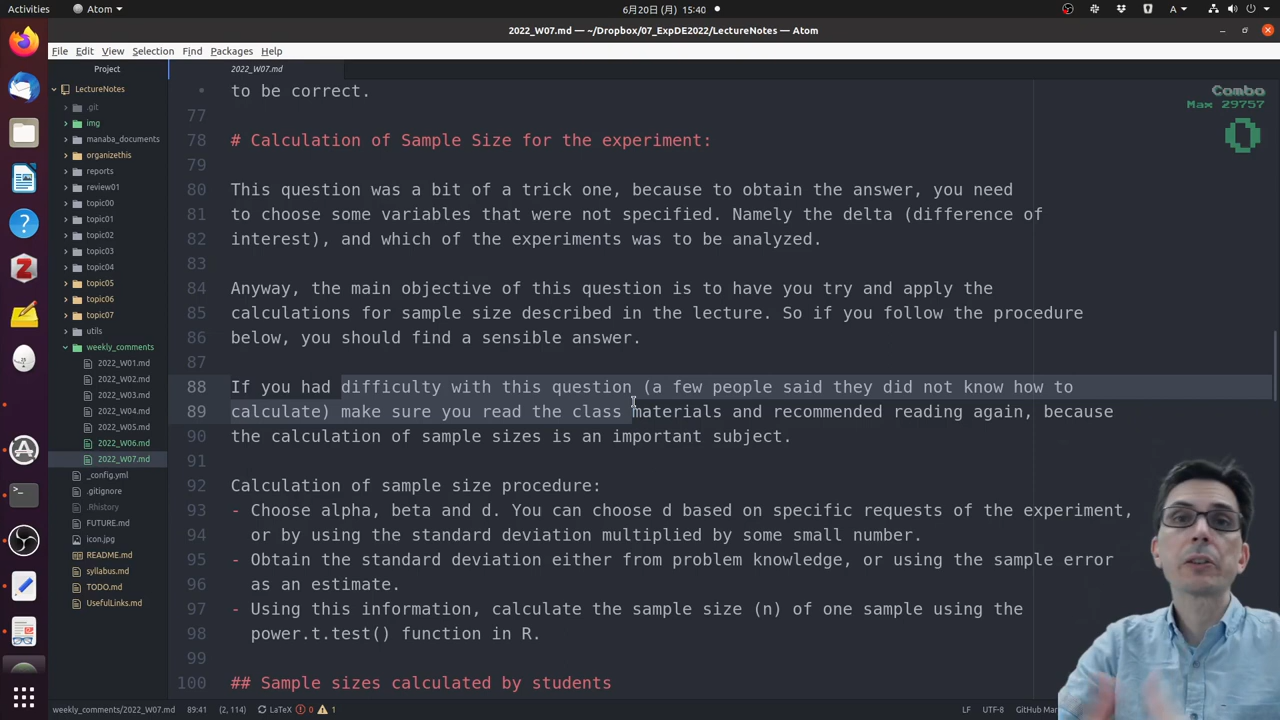 Activities
Atom
6月20日 (月) 15:40
A
2022_W07.md — ~/Dropbox/07_ExpDE2022/LectureNotes — Atom
File Edit View Selection Find Packages Help
Project
2022_W07.md
LectureNotes
.git
img
manaba_documents
organizethis
reports
review01
topic00
topic01
topic02
topic03
topic04
topic05
topic06
topic07
utils
weekly_comments
2022_W01.md
2022_W02.md
2022_W03.md
2022_W04.md
2022_W05.md
2022_W06.md
2022_W07.md
_config.yml
.gitignore
.Rhistory
FUTURE.md
icon.jpg
README.md
syllabus.md
TODO.md
UsefulLinks.md
Combo
Max 29757
0
• to be correct.
77
78 # Calculation of Sample Size for the experiment:
79
80 This question was a bit of a trick one, because to obtain the answer, you need
81 to choose some variables that were not specified. Namely the delta (difference of
82 interest), and which of the experiments was to be analyzed.
83
84 Anyway, the main objective of this question is to have you try and apply the
85 calculations for sample size described in the lecture. So if you follow the procedure
86 below, you should find a sensible answer.
87
88 If you had difficulty with this question (a few people said they did not know how to
89 calculate) make sure you read the class materials and recommended reading again, because
90 the calculation of sample sizes is an important subject.
91
92 Calculation of sample size procedure:
93 - Choose alpha, beta and d. You can choose d based on specific requests of the experiment,
94 or by using the standard deviation multiplied by some small number.
95 - Obtain the standard deviation either from problem knowledge, or using the sample error
96 as an estimate.
97 - Using this information, calculate the sample size (n) of one sample using the
98 power.t.test() function in R.
99
100 ## Sample sizes calculated by students
weekly_comments/2022_W07.md 89:41 (2, 114) LaTeX 0 1 LF UTF-8 GitHub Mar